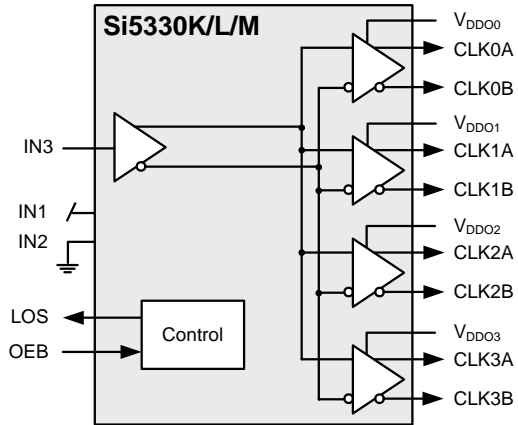 Si5330K/L/M
VDDO0
CLK0A
CLK0B
IN3
VDDO1
CLK1A
CLK1B
IN1
IN2
VDDO2
CLK2A
CLK2B
LOS
OEB
Control
VDDO3
CLK3A
CLK3B